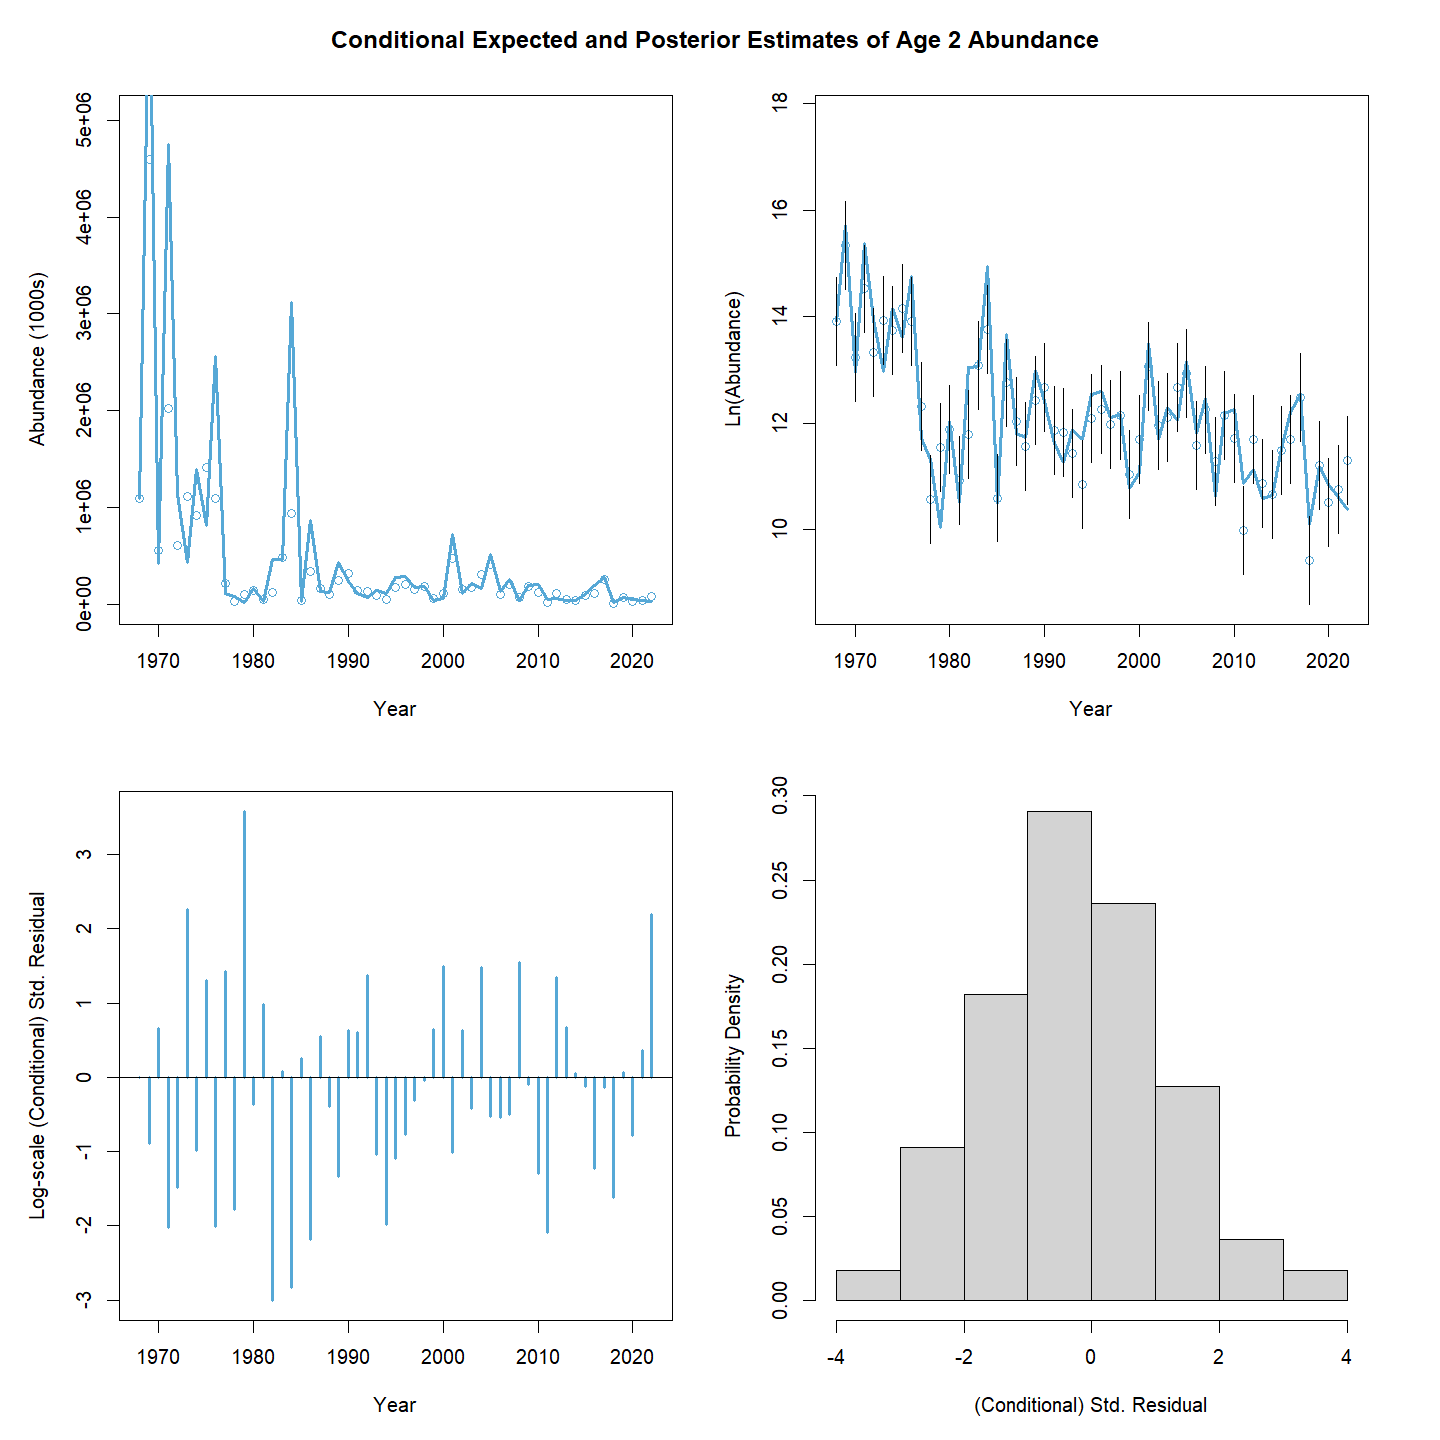 Conditional Expected and Posterior Estimates of Age 2 Abundance
Abundance (1000s)
5e+06
4e+06
3e+06
2e+06
1e+06
0e+00
1970 1980 1990 2000 2010 2020
Year
Ln(Abundance)
18
16
14
12
10
1970 1980 1990 2000 2010 2020
Year
Log-scale (Conditional) Std. Residual
3
2
1
0
-1
-2
-3
1970 1980 1990 2000 2010 2020
Year
Probability Density
0.30
0.25
0.20
0.15
0.10
0.05
0.00
-4 -2 0 2 4
(Conditional) Std. Residual